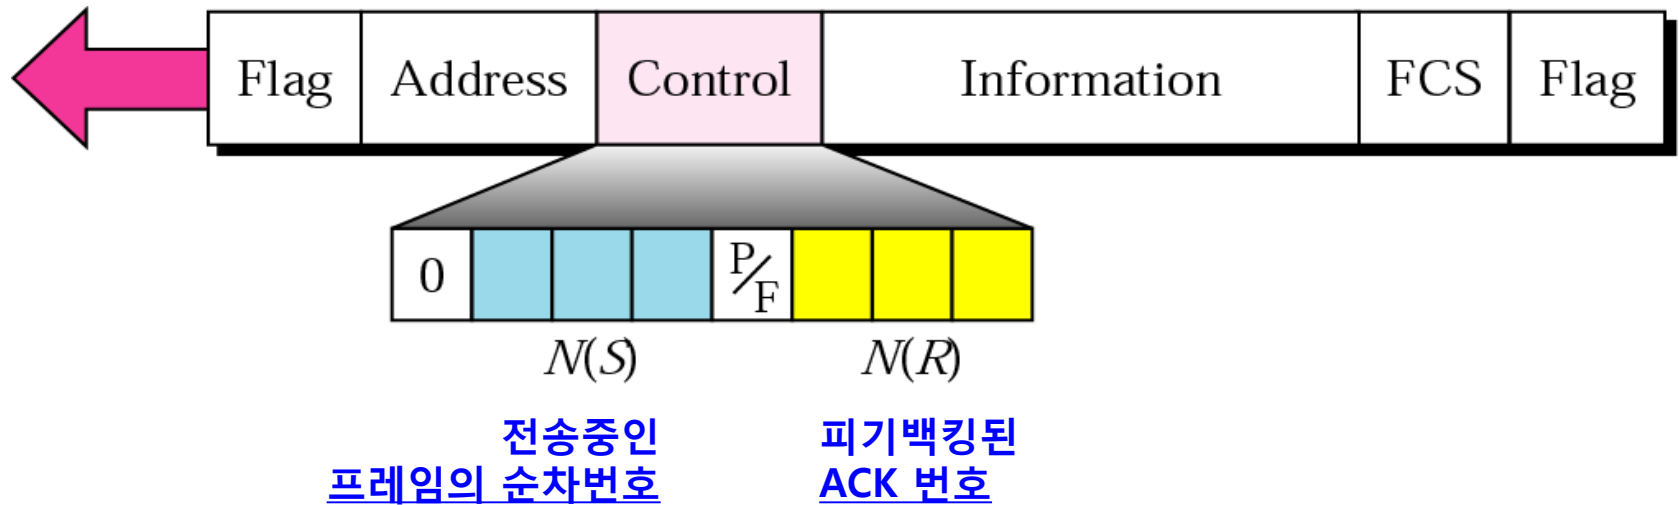 Flag Address Control Information FCS Flag
0 P/F
N(S) N(R)
전송중인 피기백킹된
프레임의 순차번호 ACK 번호